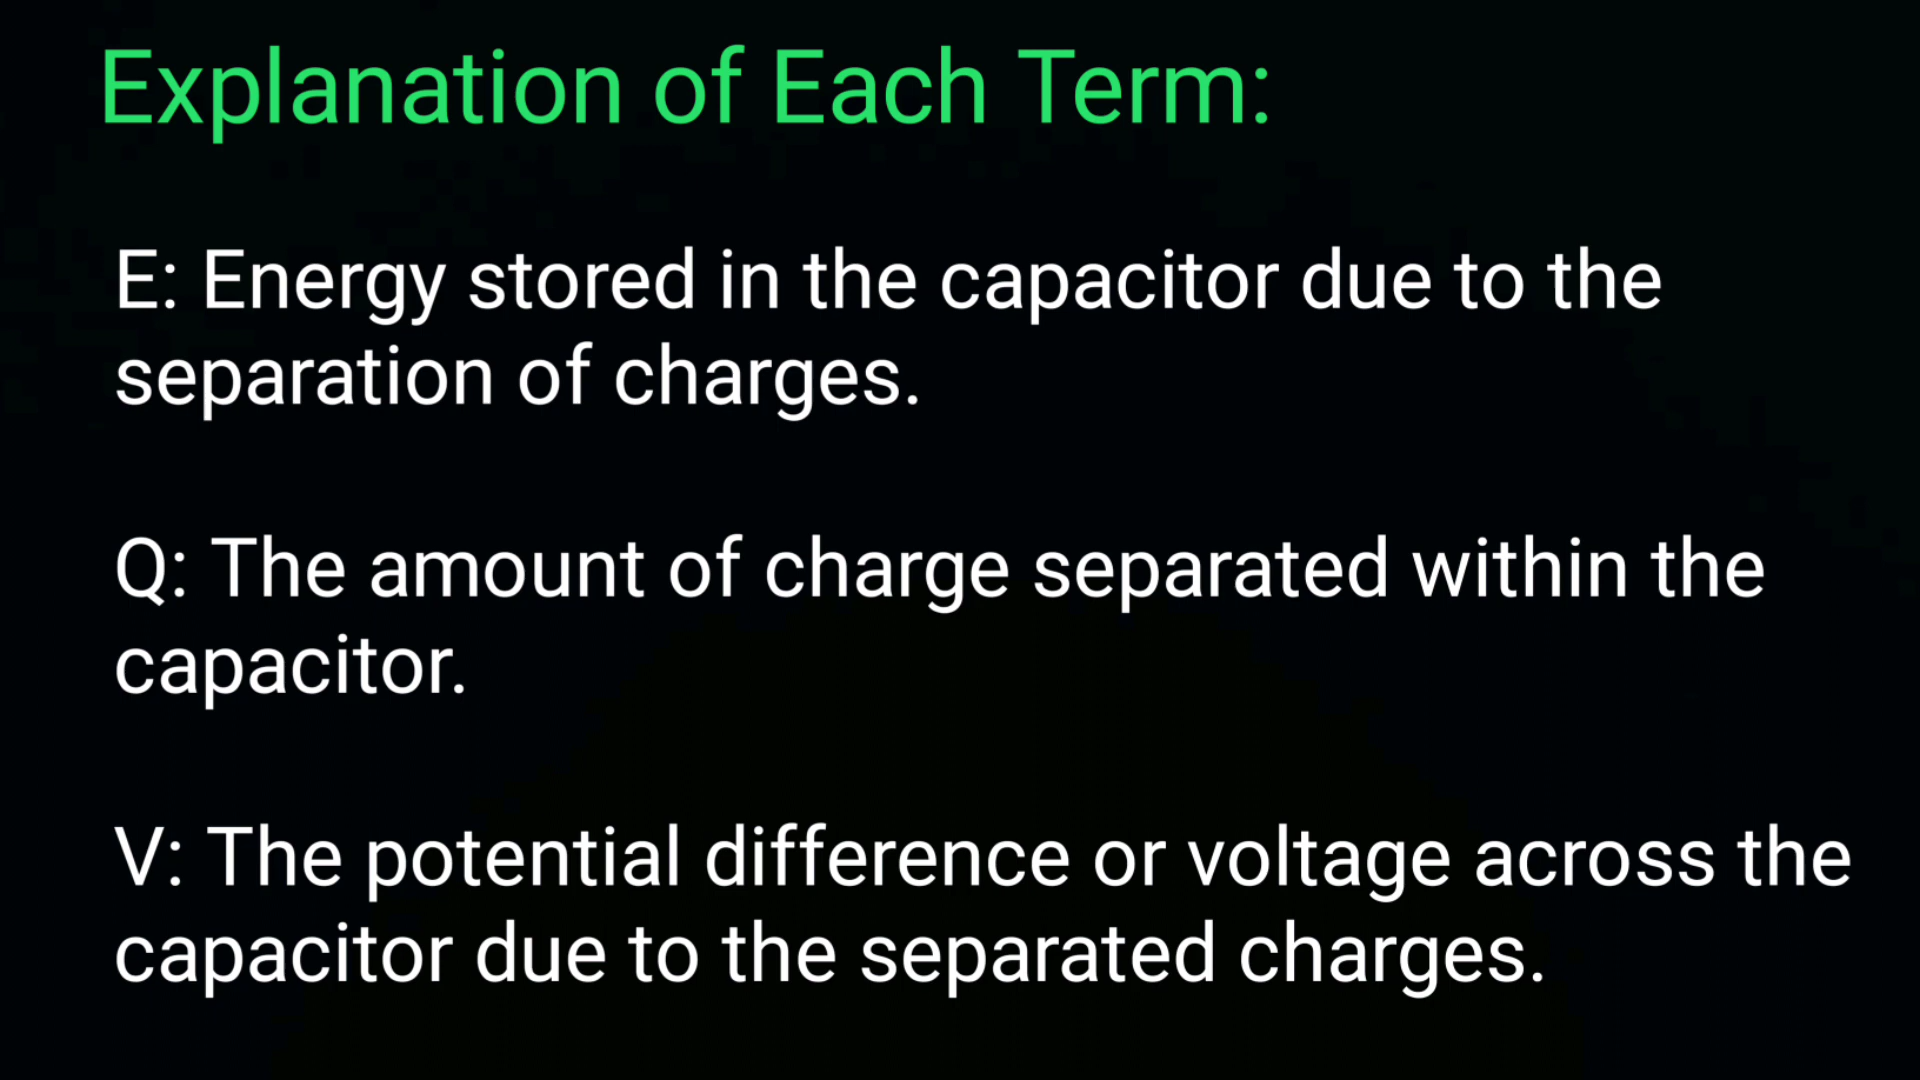 Explanation of Each Term:
E: Energy stored in the capacitor due to the
separation of charges.
Q: The amount of charge separated within the
capacitor.
V: The potential difference or voltage across the
capacitor due to the separated charges.